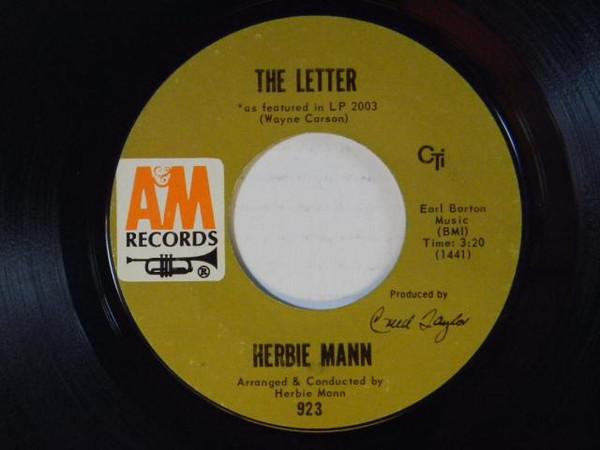 THE LETTER
*as featured in LP 2003
(Wayne Carson)
CTi
A&M
RECORDS
®
Earl Barton
Music
(BMI)
Time: 3:20
(1441)
Produced by
Creed Taylor
HERBIE MANN
Arranged & Conducted by
Herbie Mann
923